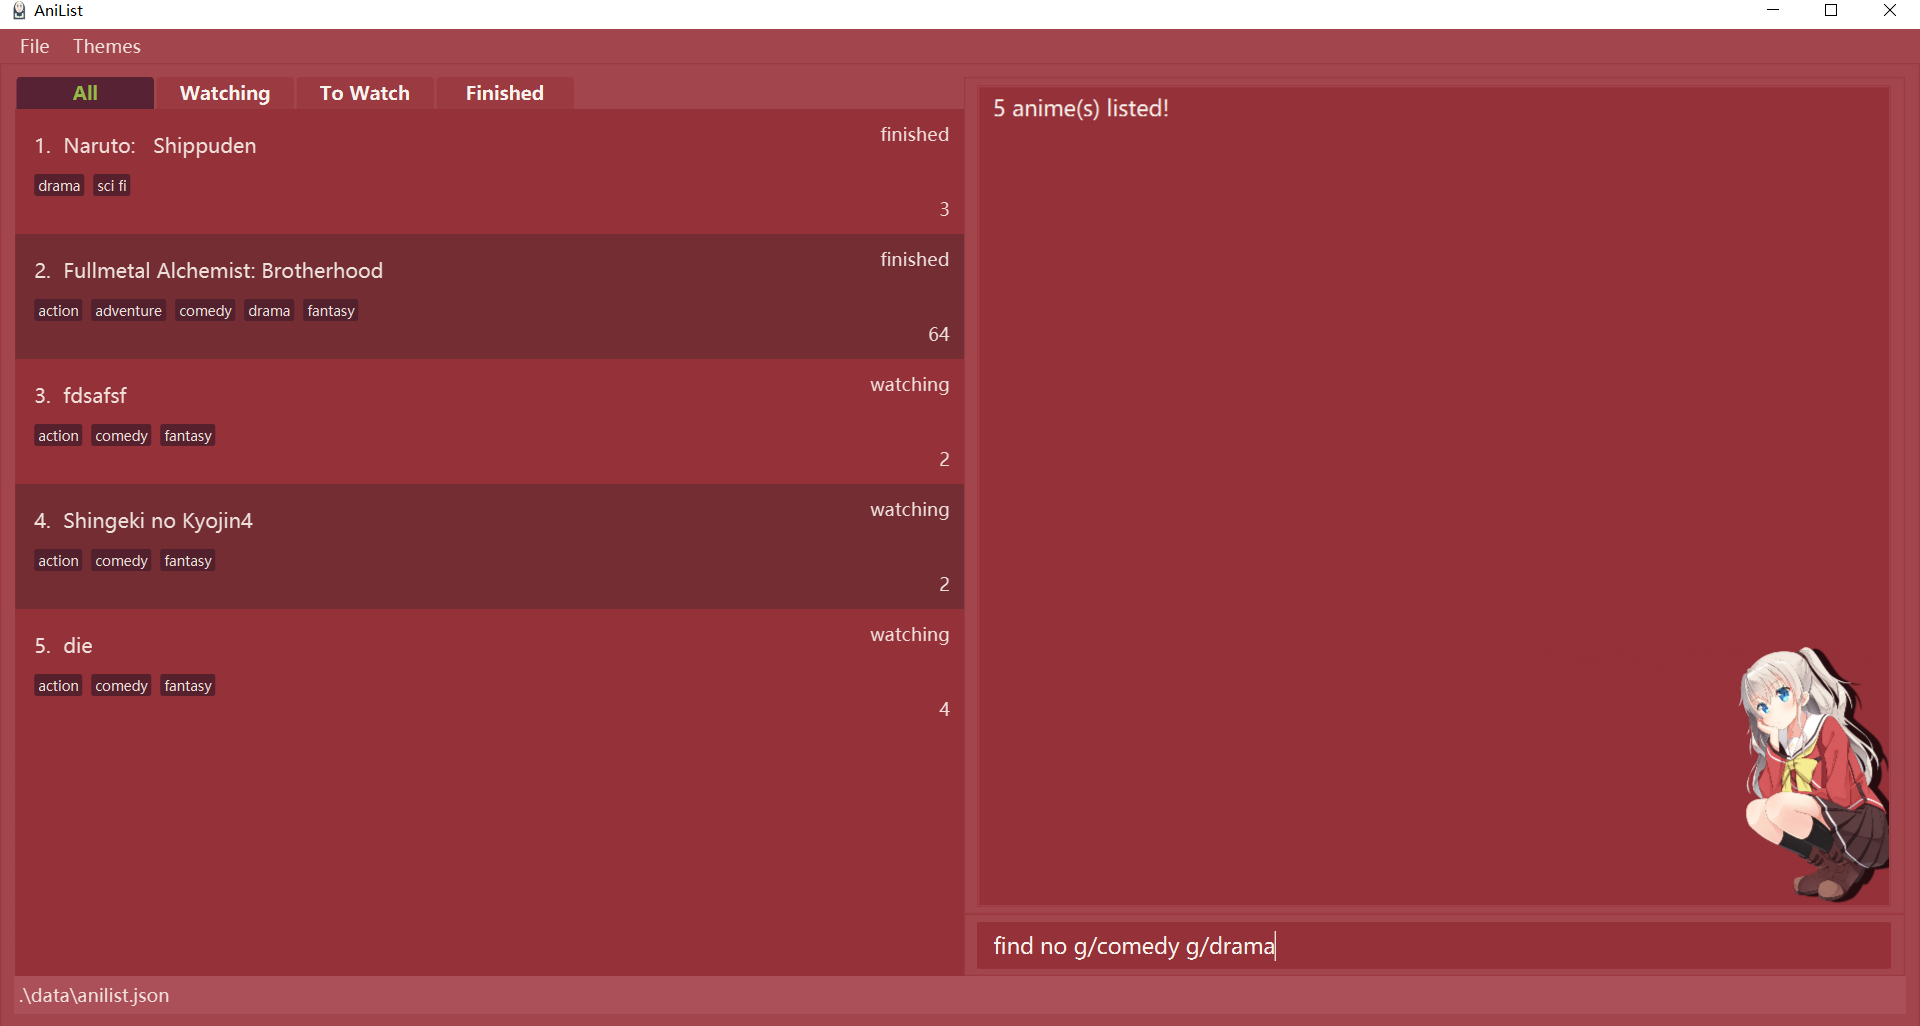 AniList
File Themes
All Watching To Watch Finished
1. Naruto: Shippuden
finished
drama sci fi
3
2. Fullmetal Alchemist: Brotherhood
finished
action adventure comedy drama fantasy
64
3. fdsafsf
watching
action comedy fantasy
2
4. Shingeki no Kyojin4
watching
action comedy fantasy
2
5. die
watching
action comedy fantasy
4
5 anime(s) listed!
find no g/comedy g/drama
.\data\anilist.json